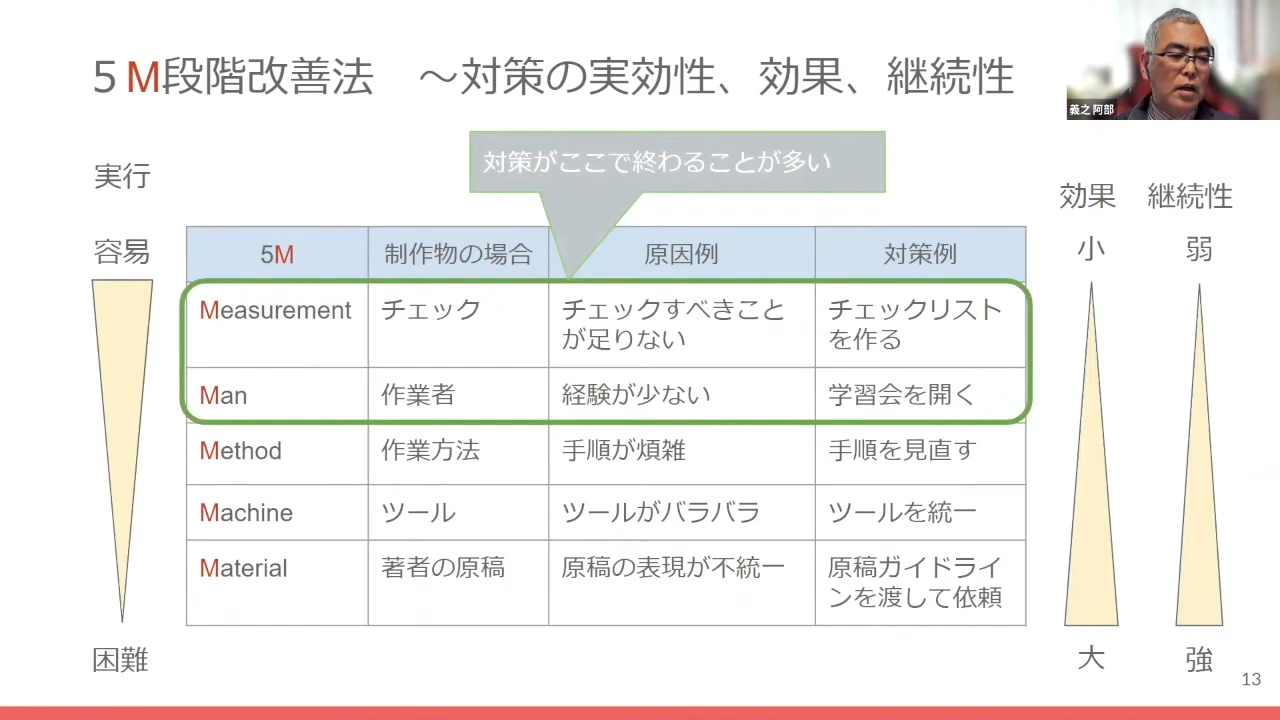 5M段階改善法　～対策の実効性、効果、継続性
義之 阿部
対策がここで終わることが多い
実行
容易
困難
効果
小
大
継続性
弱
強
5M 制作物の場合 原因例 対策例
Measurement チェック チェックすべきこと チェックリスト
が足りない を作る
Man 作業者 経験が少ない 学習会を開く
Method 作業方法 手順が煩雑 手順を見直す
Machine ツール ツールがバラバラ ツールを統一
Material 著者の原稿 原稿の表現が不統一 原稿ガイドライ
ンを渡して依頼
13